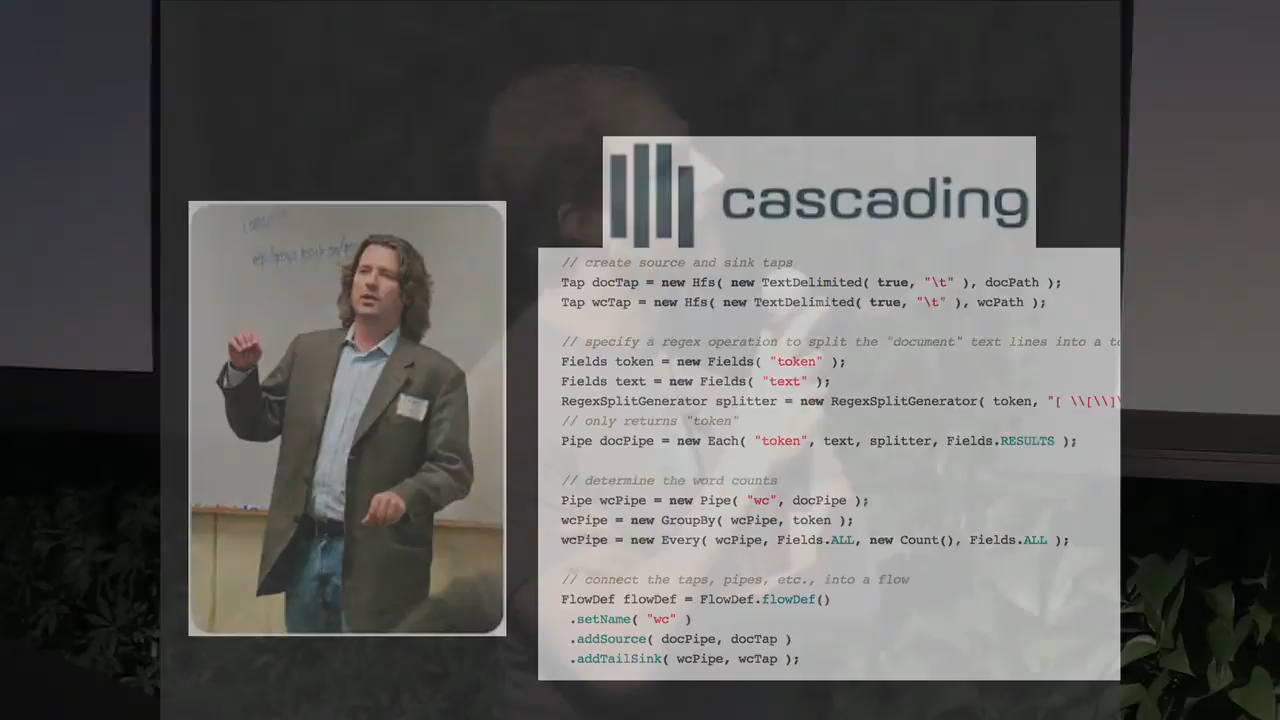 cascading
// create source and sink taps
Tap docTap = new Hfs( new TextDelimited( true, "\t" ), docPath );
Tap wcTap = new Hfs( new TextDelimited( true, "\t" ), wcPath );
// specify a regex operation to split the "document" text lines into a
Fields token = new Fields( "token" );
Fields text = new Fields( "text" );
RegexSplitGenerator splitter = new RegexSplitGenerator( token, "[ \\[\\]\
// only returns "token"
Pipe docPipe = new Each( "token", text, splitter, Fields.RESULTS );
// determine the word counts
Pipe wcPipe = new Pipe( "wc", docPipe );
wcPipe = new GroupBy( wcPipe, token );
wcPipe = new Every( wcPipe, Fields.ALL, new Count(), Fields.ALL );
// connect the taps, pipes, etc., into a flow
FlowDef flowDef = FlowDef.flowDef()
.setName( "wc" )
.addSource( docPipe, docTap )
.addTailSink( wcPipe, wcTap );